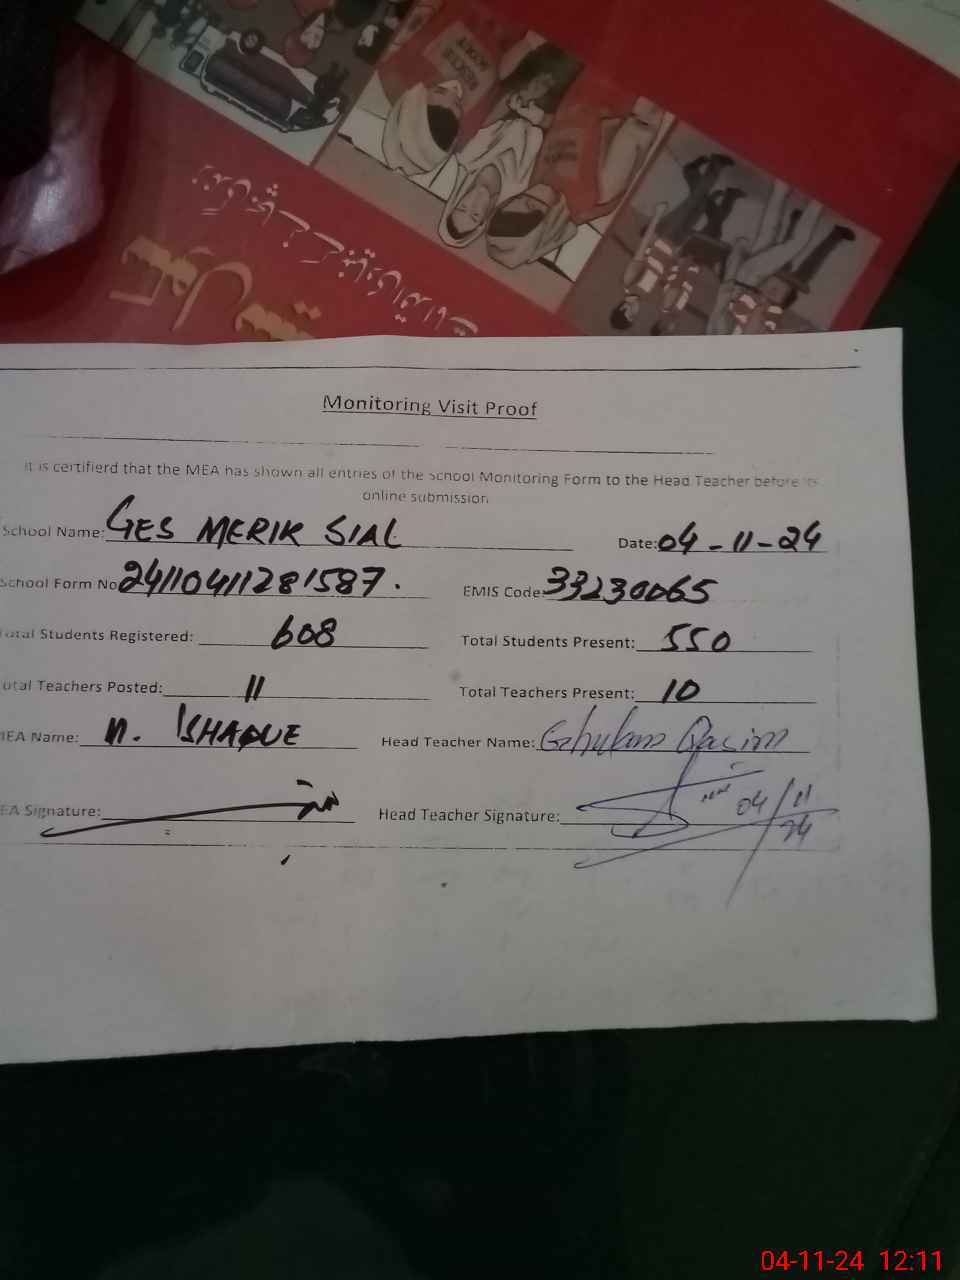 Monitoring Visit Proof
It is certifierd that the MEA has shown all entries of the School Monitoring Form to the Head Teacher before its
online submission
School Name: GES MERIK SIAL Date: 04-11-24
School Form No 24110411281587. EMIS Code: 33230065
Total Students Registered: 608 Total Students Present: 550
Total Teachers Posted: 11 Total Teachers Present: 10
MEA Name: M. ISHAQUE Head Teacher Name: Ghulam Qasim
EA Signature: Head Teacher Signature: 04/11
24
04-11-24 12:11